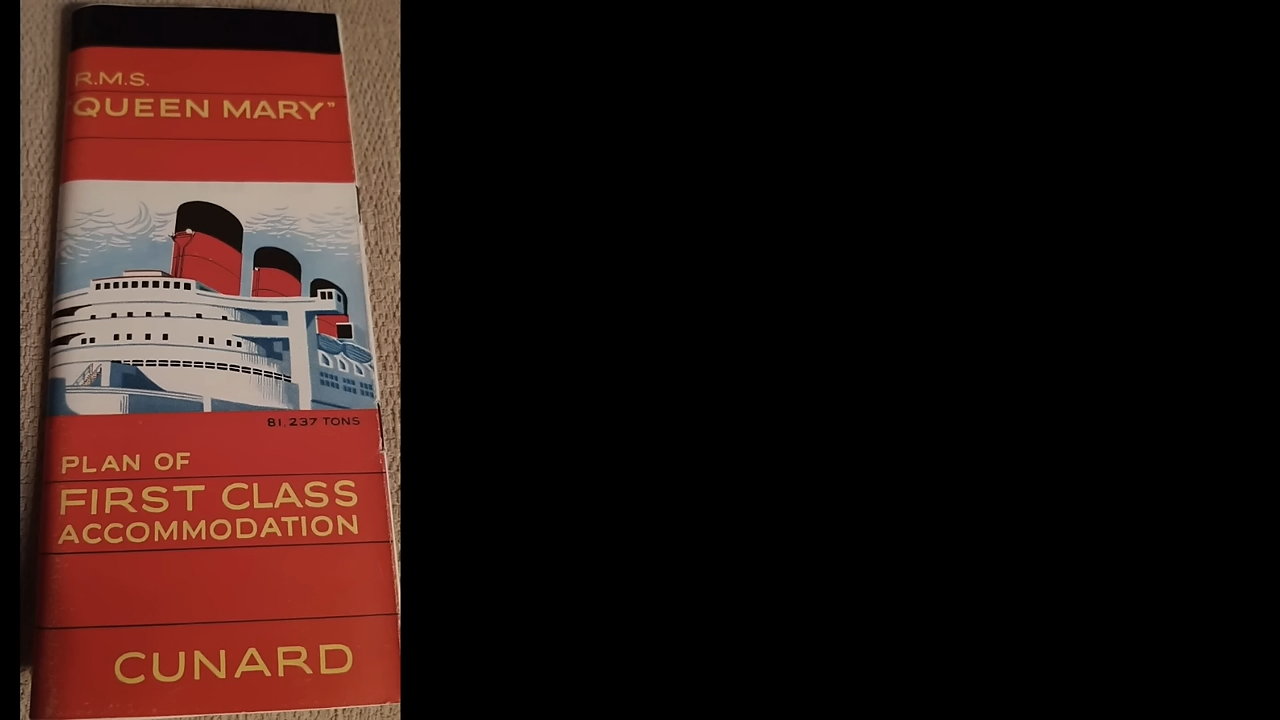 R.M.S.
"QUEEN MARY"
81,237 TONS
PLAN OF
FIRST CLASS
ACCOMMODATION
CUNARD